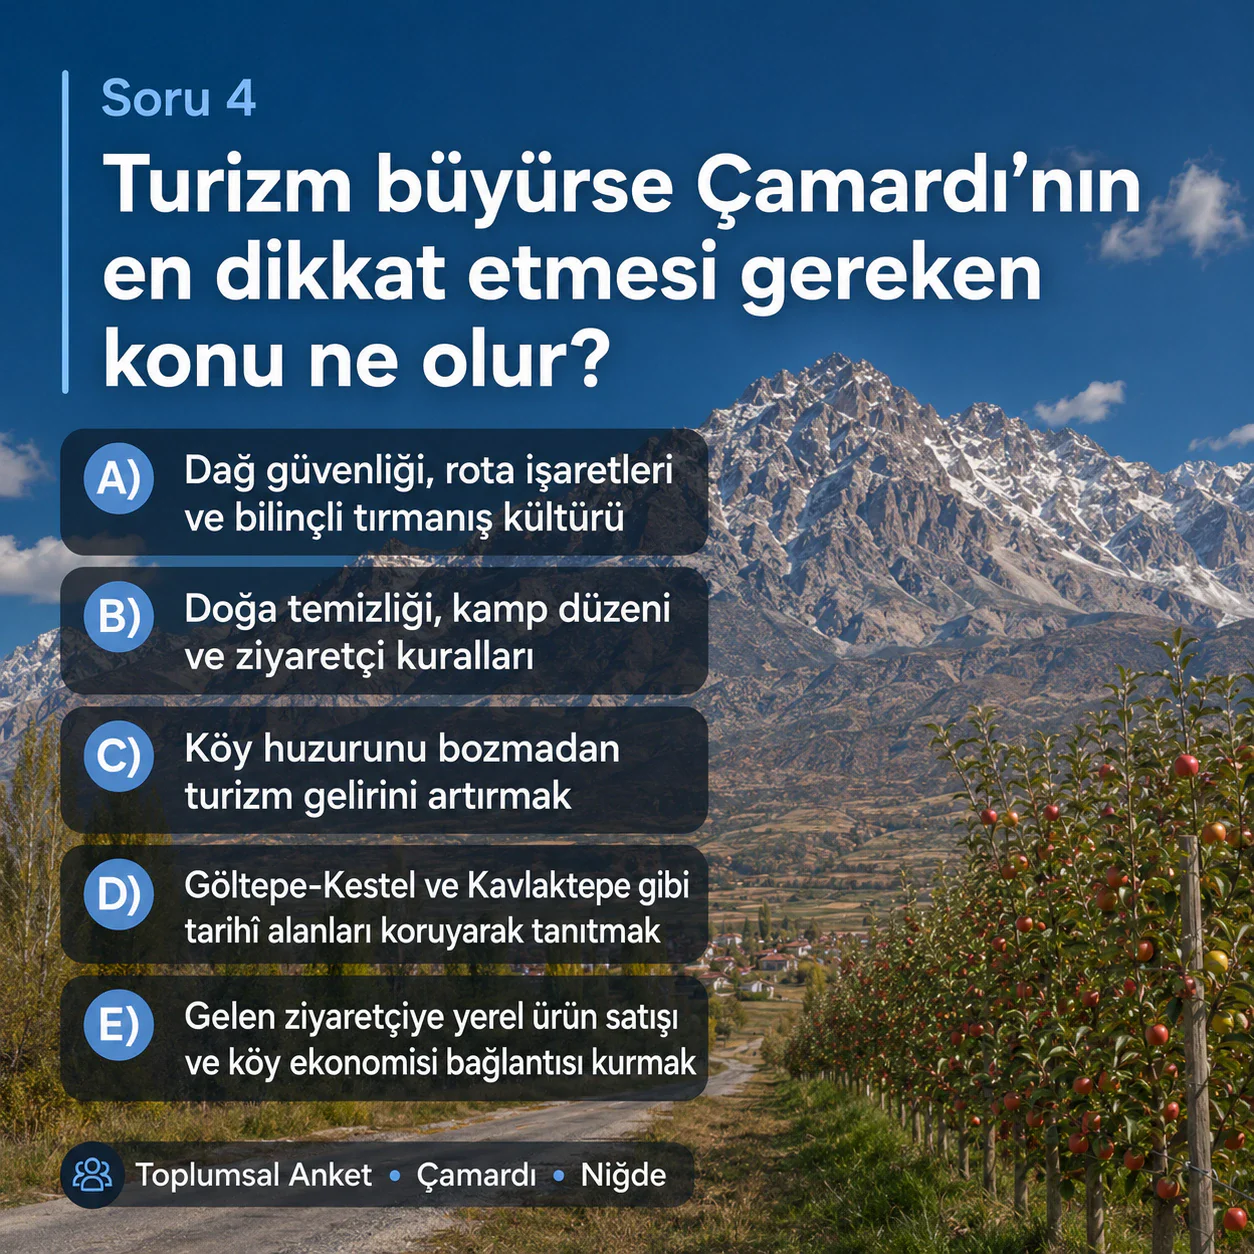 Soru 4
Turizm büyürse Çamardı’nın
en dikkat etmesi gereken
konu ne olur?
A) Dağ güvenliği, rota işaretleri
ve bilinçli tırmanış kültürü
B) Doğa temizliği, kamp düzeni
ve ziyaretçi kuralları
C) Köy huzurunu bozmadan
turizm gelirini artırmak
D) Göltepe-Kestel ve Kavlaktepe gibi
tarihî alanları koruyarak tanıtmak
E) Gelen ziyaretçiye yerel ürün satışı
ve köy ekonomisi bağlantısı kurmak
Toplumsal Anket • Çamardı • Niğde